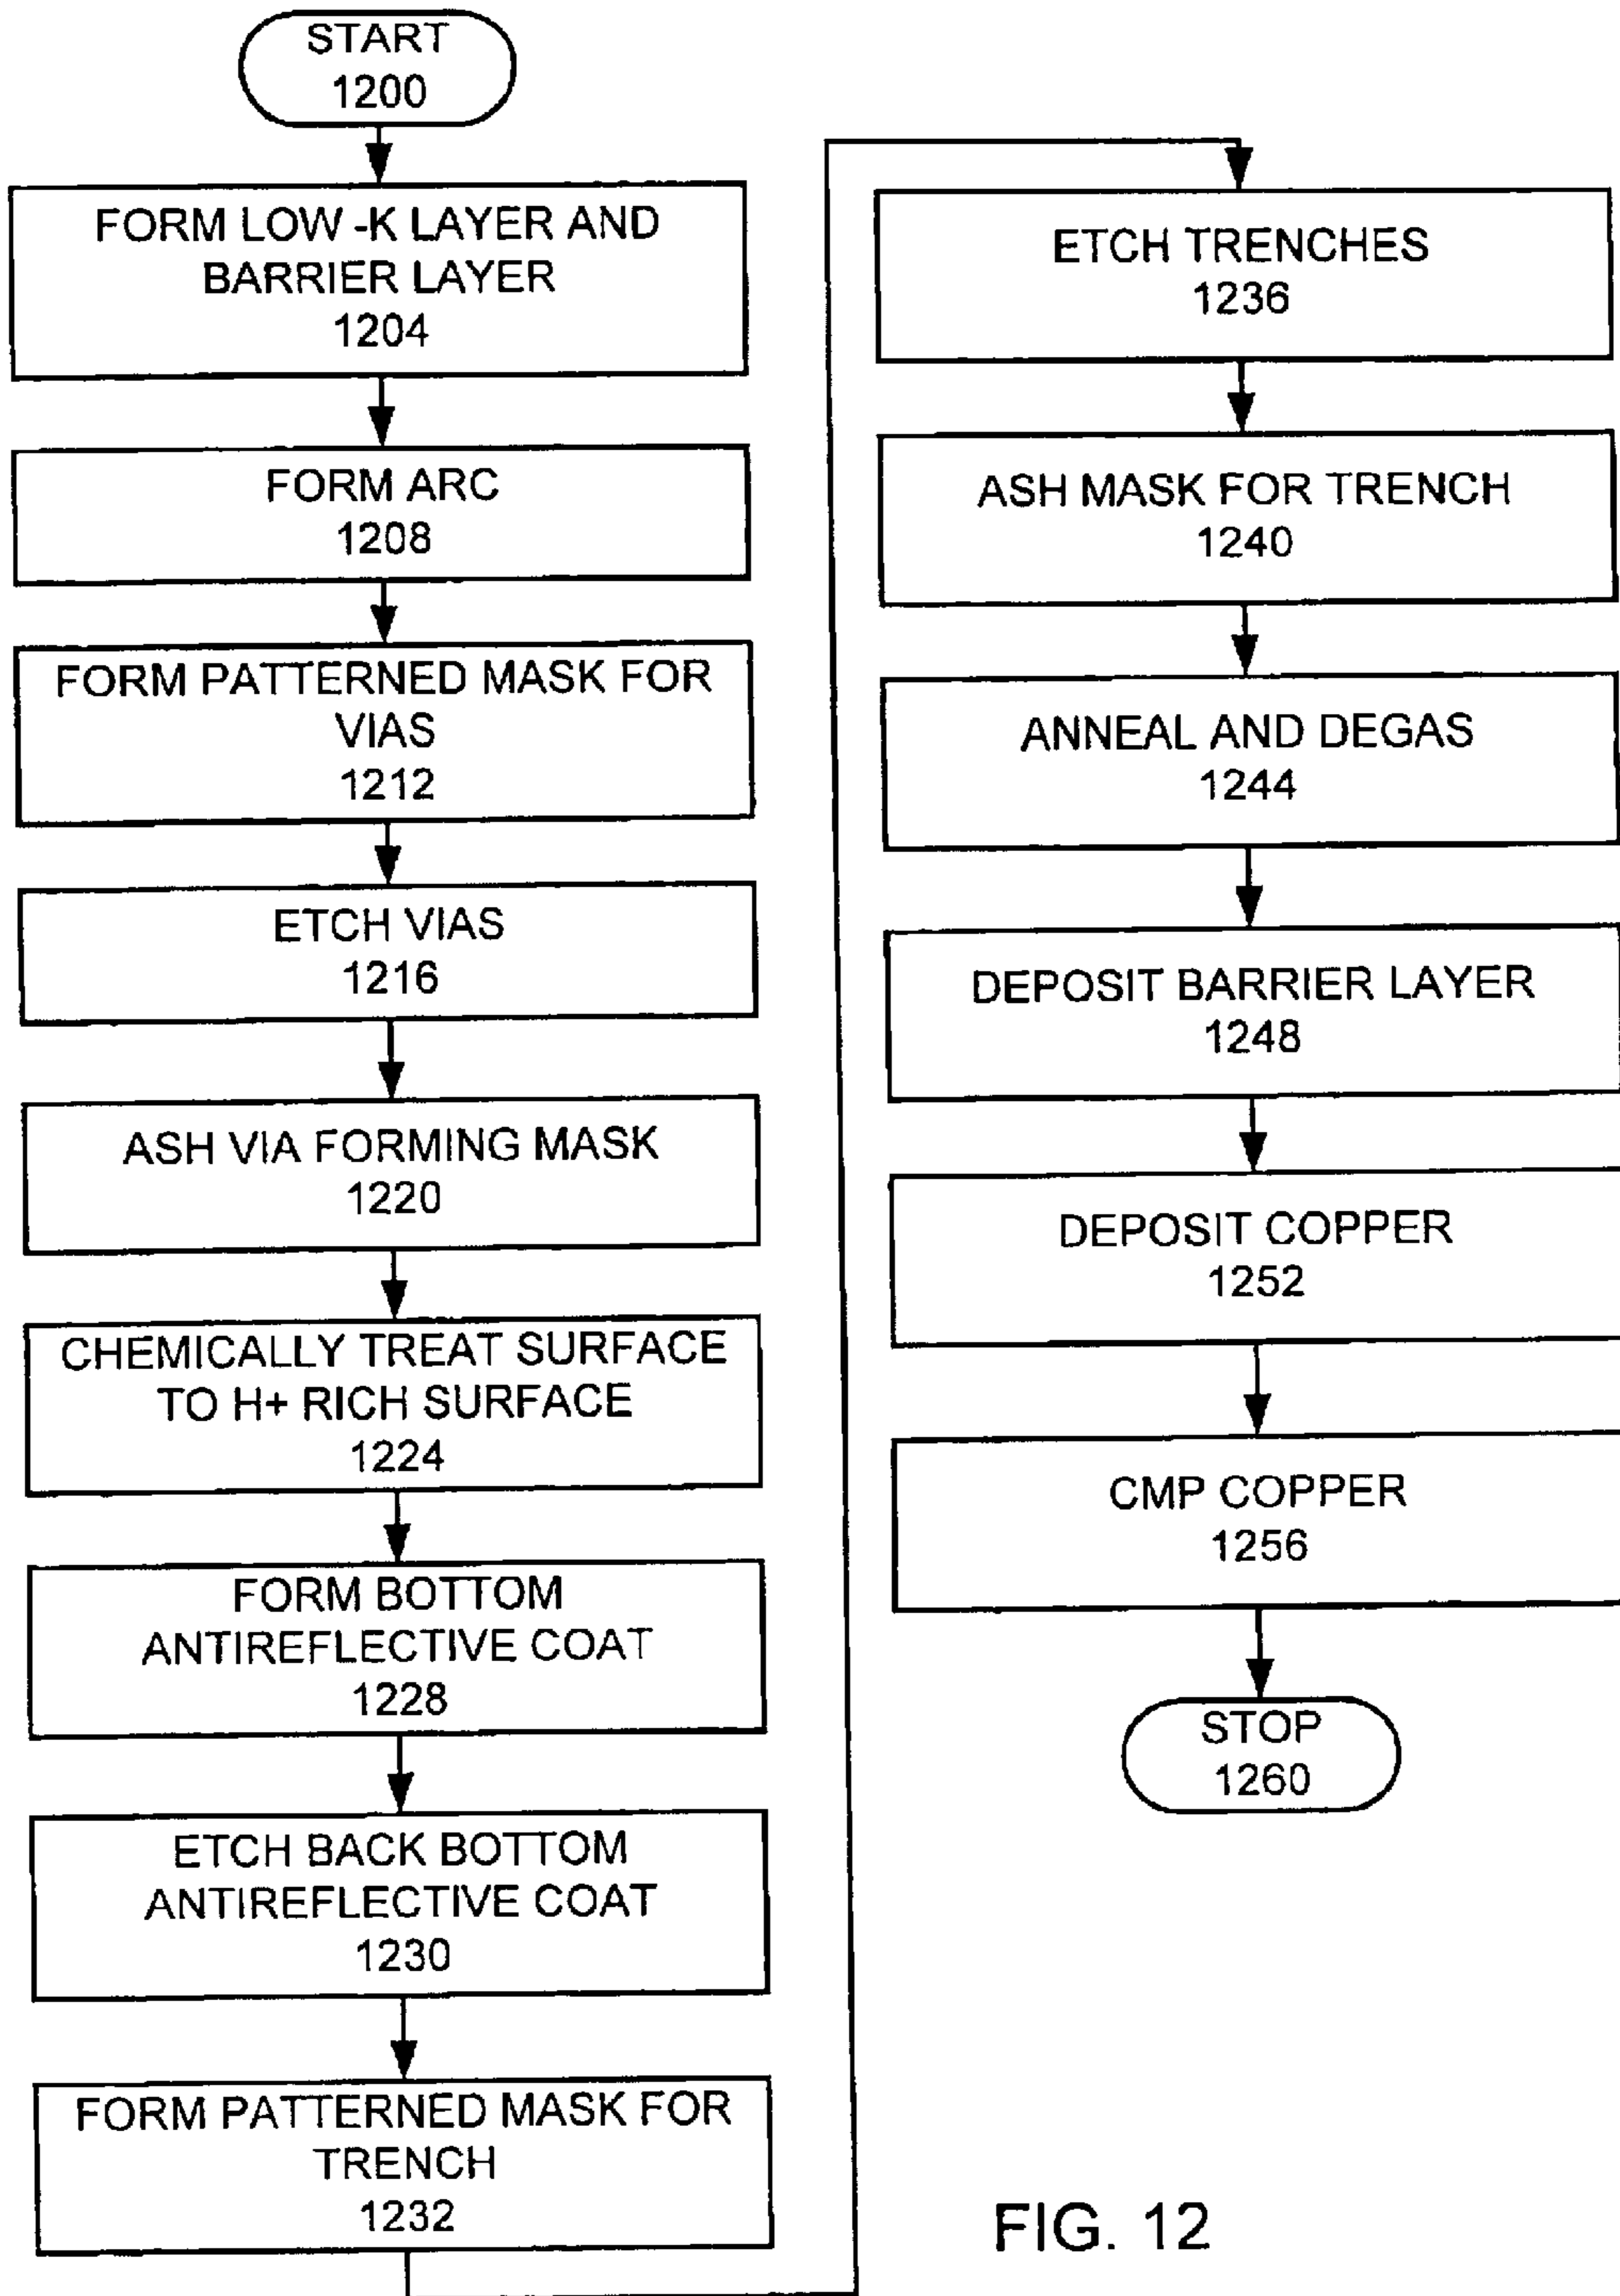 START
1200
FORM LOW -K LAYER AND
BARRIER LAYER
1204
FORM ARC
1208
FORM PATTERNED MASK FOR
VIAS
1212
ETCH VIAS
1216
ASH VIA FORMING MASK
1220
CHEMICALLY TREAT SURFACE
TO H+ RICH SURFACE
1224
FORM BOTTOM
ANTIREFLECTIVE COAT
1228
ETCH BACK BOTTOM
ANTIREFLECTIVE COAT
1230
FORM PATTERNED MASK FOR
TRENCH
1232
ETCH TRENCHES
1236
ASH MASK FOR TRENCH
1240
ANNEAL AND DEGAS
1244
DEPOSIT BARRIER LAYER
1248
DEPOSIT COPPER
1252
CMP COPPER
1256
STOP
1260
FIG. 12